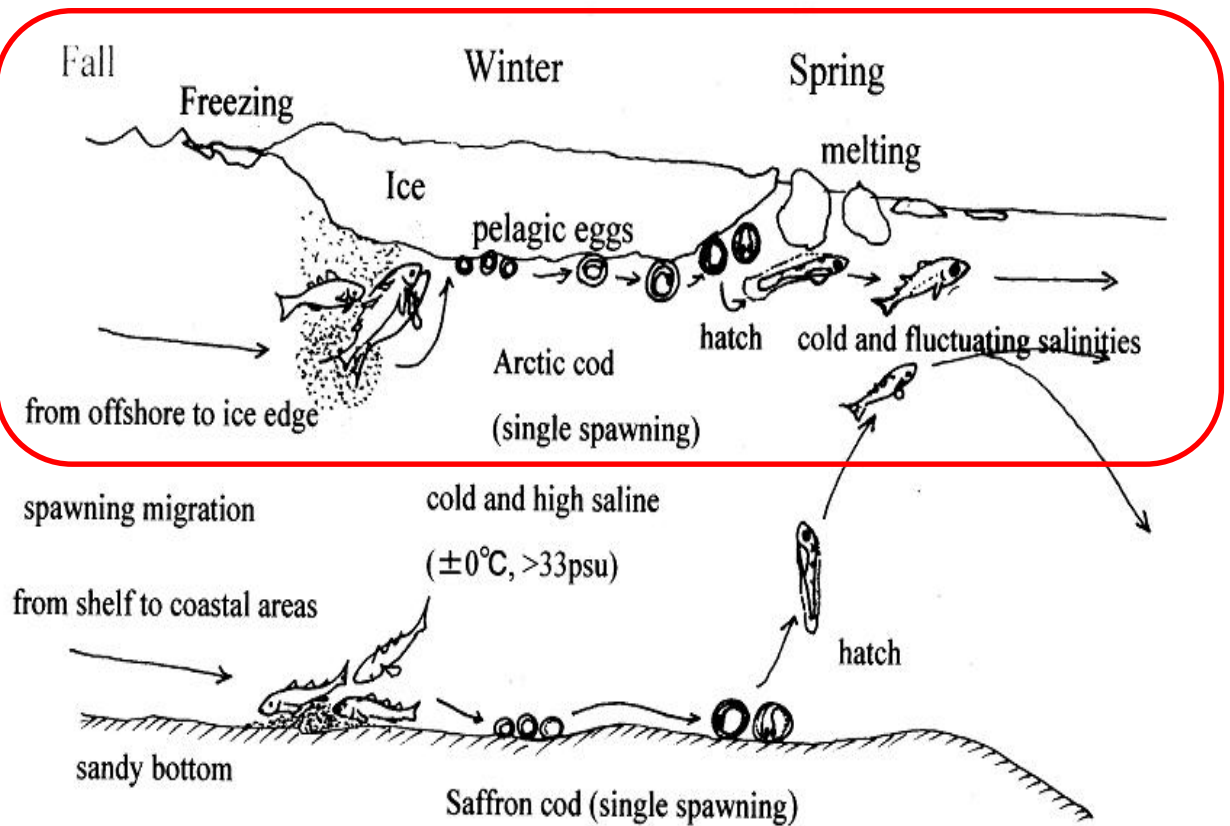 Fall
Winter
Spring
Freezing
melting
Ice
pelagic eggs
hatch
cold and fluctuating salinities
Arctic cod
from offshore to ice edge
(single spawning)
spawning migration
cold and high saline
(±0℃, >33psu)
from shelf to coastal areas
hatch
sandy bottom
Saffron cod (single spawning)